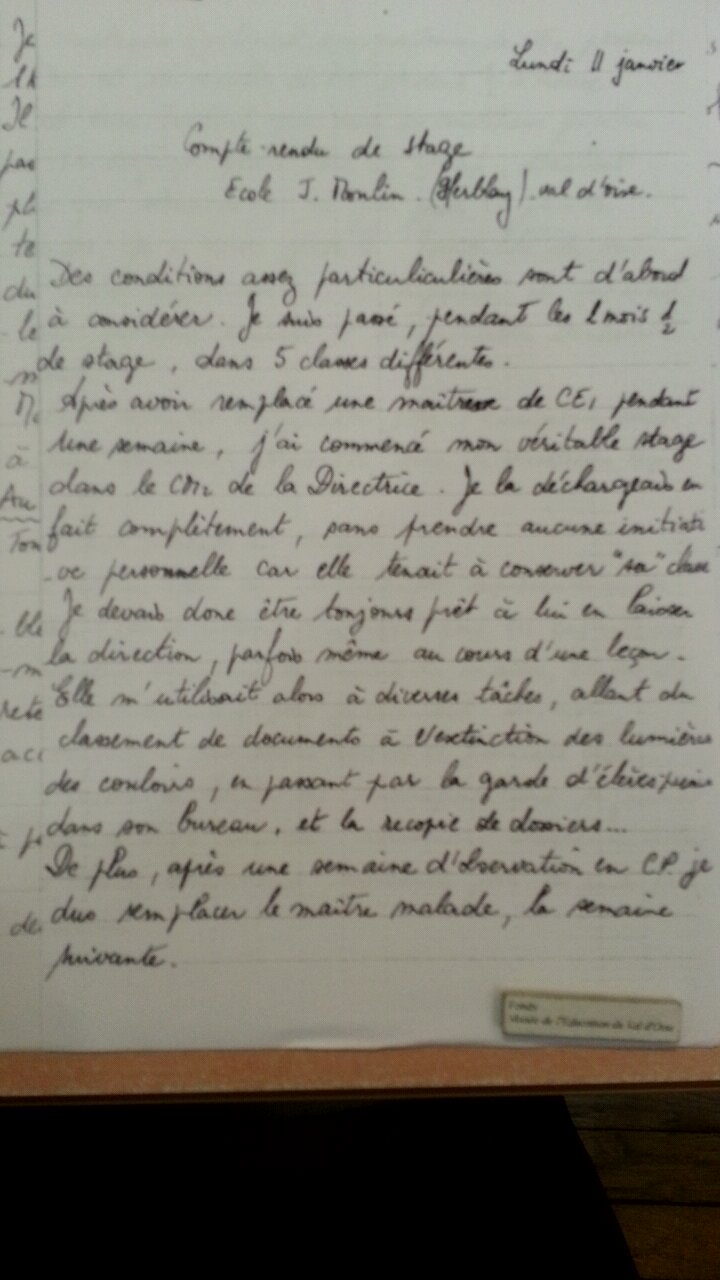 Lundi 11 janvier
Compte-rendu de stage
Ecole J. Moulin. (Herblay). val d'oise.
Des conditions assez particuliculières sont d'abord
à considérer. Je suis passé, pendant les 1 mois 1/2
de stage, dans 5 classes différentes.
Après avoir remplacé une maîtresse de CE1 pendant
une semaine, j'ai commencé mon véritable stage
dans le CM2 de la Directrice. Je la déchargeais en
fait complètement, sans prendre aucune initiati
-ve personnelle car elle tenait à conserver "sa" classe
Je devais donc être toujours prêt à lui en laisser
la direction, parfois même au cours d'une leçon.
Elle m'utilisait alors à diverses tâches, allant du
classement de documents à l'extinction des lumières
des couloirs, en passant par la garde d'élèves punis
dans son bureau, et la recopie de dossiers...
De plus, après une semaine d'observation en CP je
dus remplacer le maître malade, la semaine
suivante.
Fonds
Musée de l'Education du Val d'Oise